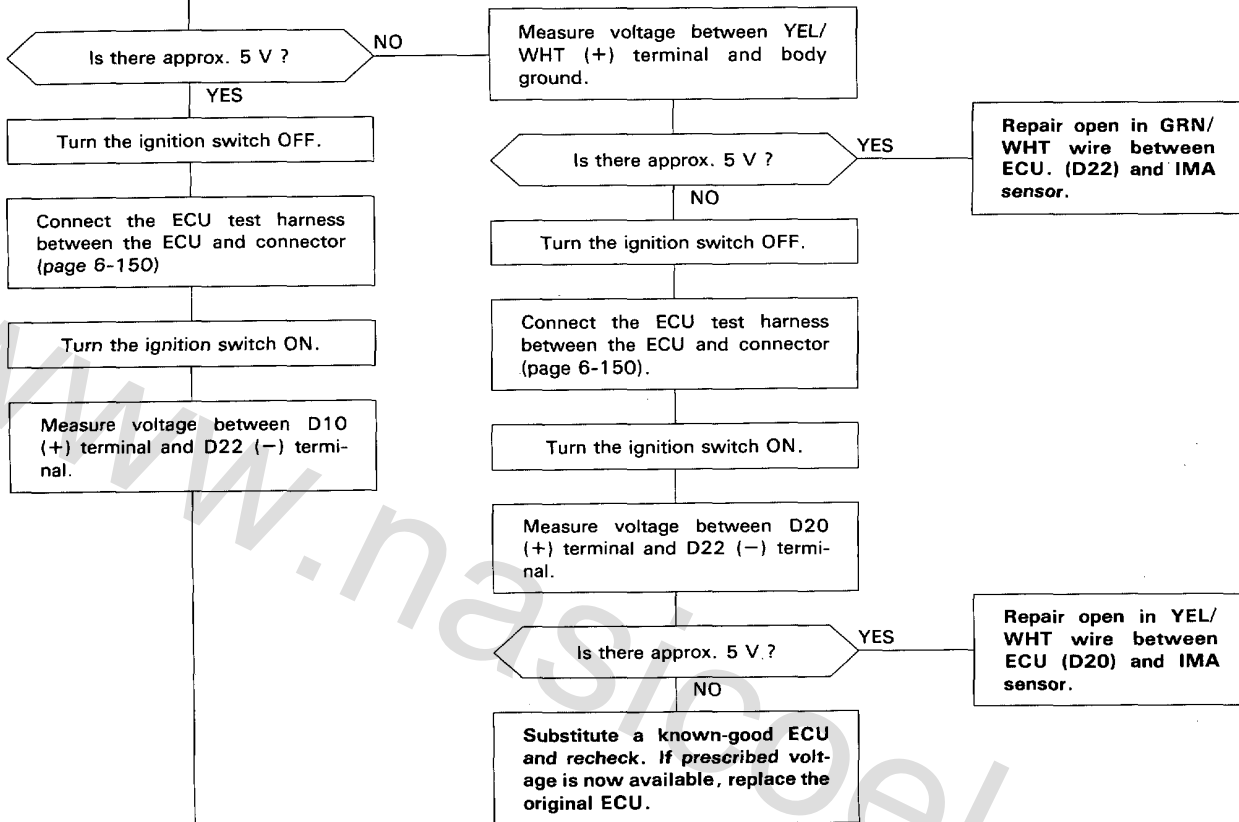 Is there approx. 5 V ?
NO
YES
Turn the ignition switch OFF.
Connect the ECU test harness
between the ECU and connector
(page 6-150)
Turn the ignition switch ON.
Measure voltage between D10
(+) terminal and D22 (−) termi-
nal.
Measure voltage between YEL/
WHT (+) terminal and body
ground.
Is there approx. 5 V ?
YES
Repair open in GRN/
WHT wire between
ECU. (D22) and IMA
sensor.
NO
Turn the ignition switch OFF.
Connect the ECU test harness
between the ECU and connector
(page 6-150).
Turn the ignition switch ON.
Measure voltage between D20
(+) terminal and D22 (−) termi-
nal.
Is there approx. 5 V ?
YES
Repair open in YEL/
WHT wire between
ECU (D20) and IMA
sensor.
NO
Substitute a known-good ECU
and recheck. If prescribed volt-
age is now available, replace the
original ECU.
www.nasicoel